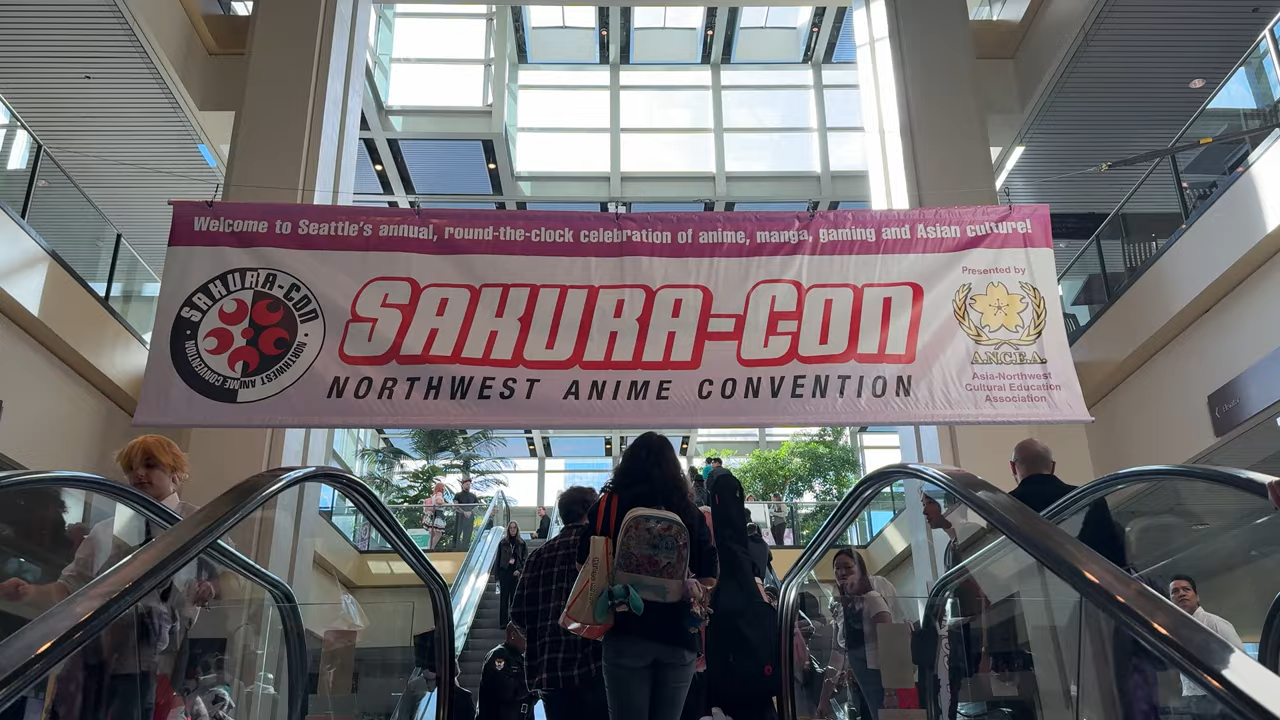 Welcome to Seattle's annual, round-the-clock celebration of anime, manga, gaming and Asian culture!
SAKURA-CON
NORTHWEST ANIME CONVENTION
SAKURA-CON
NORTHWEST ANIME CONVENTION
Presented by
A.N.C.E.A.
Asia-Northwest
Cultural Education
Association